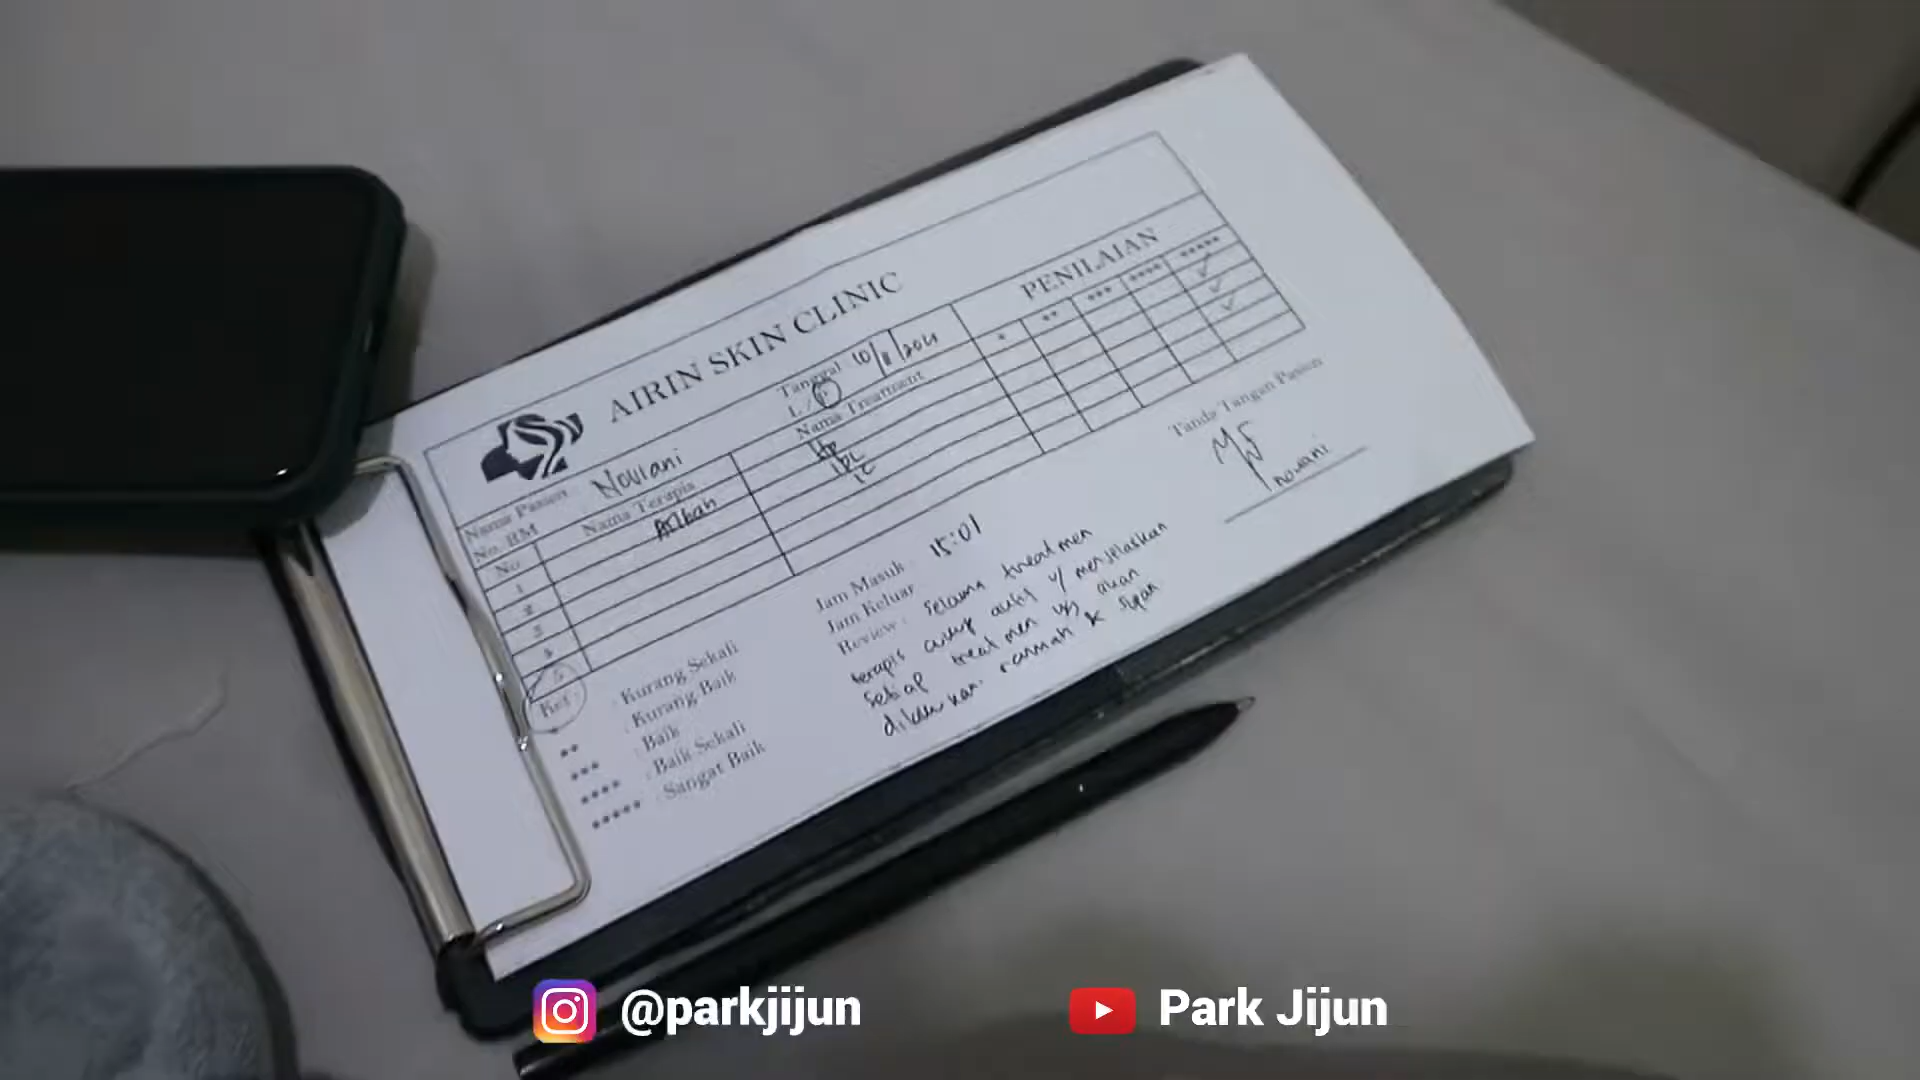 AIRIN SKIN CLINIC
Nama Pasien : Noviani
Tanggal : 10/11/2021
No. RM
L / P
No
Nama Terapis
Nama Treatment
PENILAIAN
* ** *** **** *****
1
IPL
2
3
4
5
Ket :
* : Kurang Sekali
** : Kurang Baik
*** : Baik
**** : Baik Sekali
***** : Sangat Baik
Jam Masuk : 15:01
Jam Keluar :
Review : selama treatmen
terapis cukup aktif u/ menjelaskan
setiap treatmen yg akan
dilakukan. ramah & sopan
Tanda Tangan Pasien
noviani
@parkjijun
Park Jijun